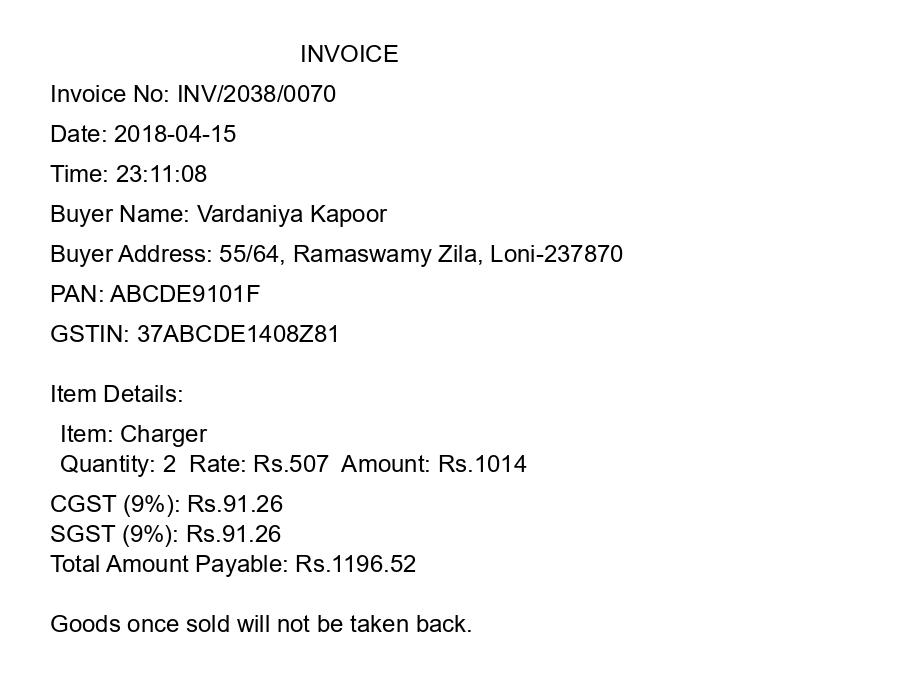 INVOICE
Invoice No: INV/2038/0070
Date: 2018-04-15
Time: 23:11:08
Buyer Name: Vardaniya Kapoor
Buyer Address: 55/64, Ramaswamy Zila, Loni-237870
PAN: ABCDE9101F
GSTIN: 37ABCDE1408Z81
Item Details:
Item: Charger
Quantity: 2  Rate: Rs.507  Amount: Rs.1014
CGST (9%): Rs.91.26
SGST (9%): Rs.91.26
Total Amount Payable: Rs.1196.52
Goods once sold will not be taken back.